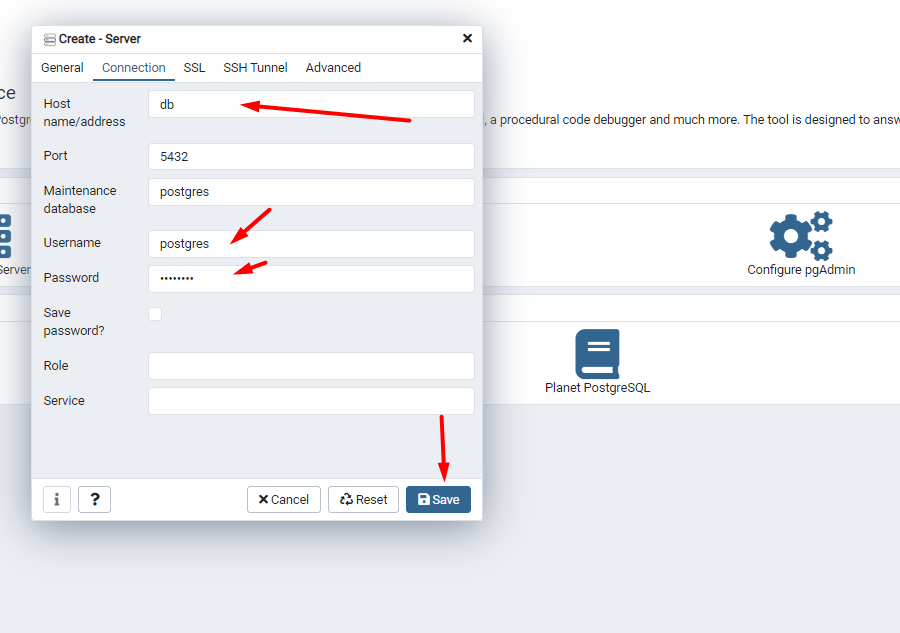 Create - Server
General Connection SSL SSH Tunnel Advanced
Host
name/address
db
Port
5432
Maintenance
database
postgres
Username
postgres
Password
••••••••
Save
password?
Role
Service
i
?
Cancel
Reset
Save
ce
, a procedural code debugger and much more. The tool is designed to answ
Server
Configure pgAdmin
Planet PostgreSQL